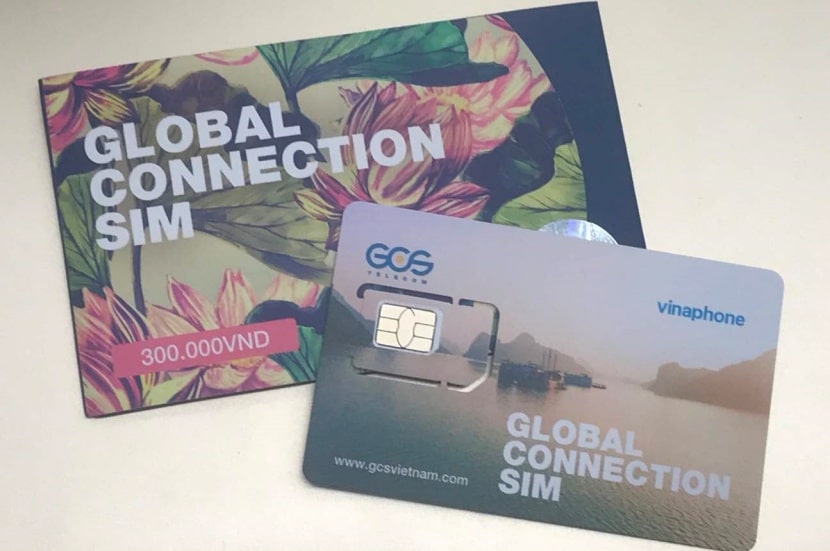 GLOBAL
CONNECTION
SIM
300.000VND
GCS
TELECOM
vinaphone
GLOBAL
CONNECTION
SIM
www.gcsvietnam.com